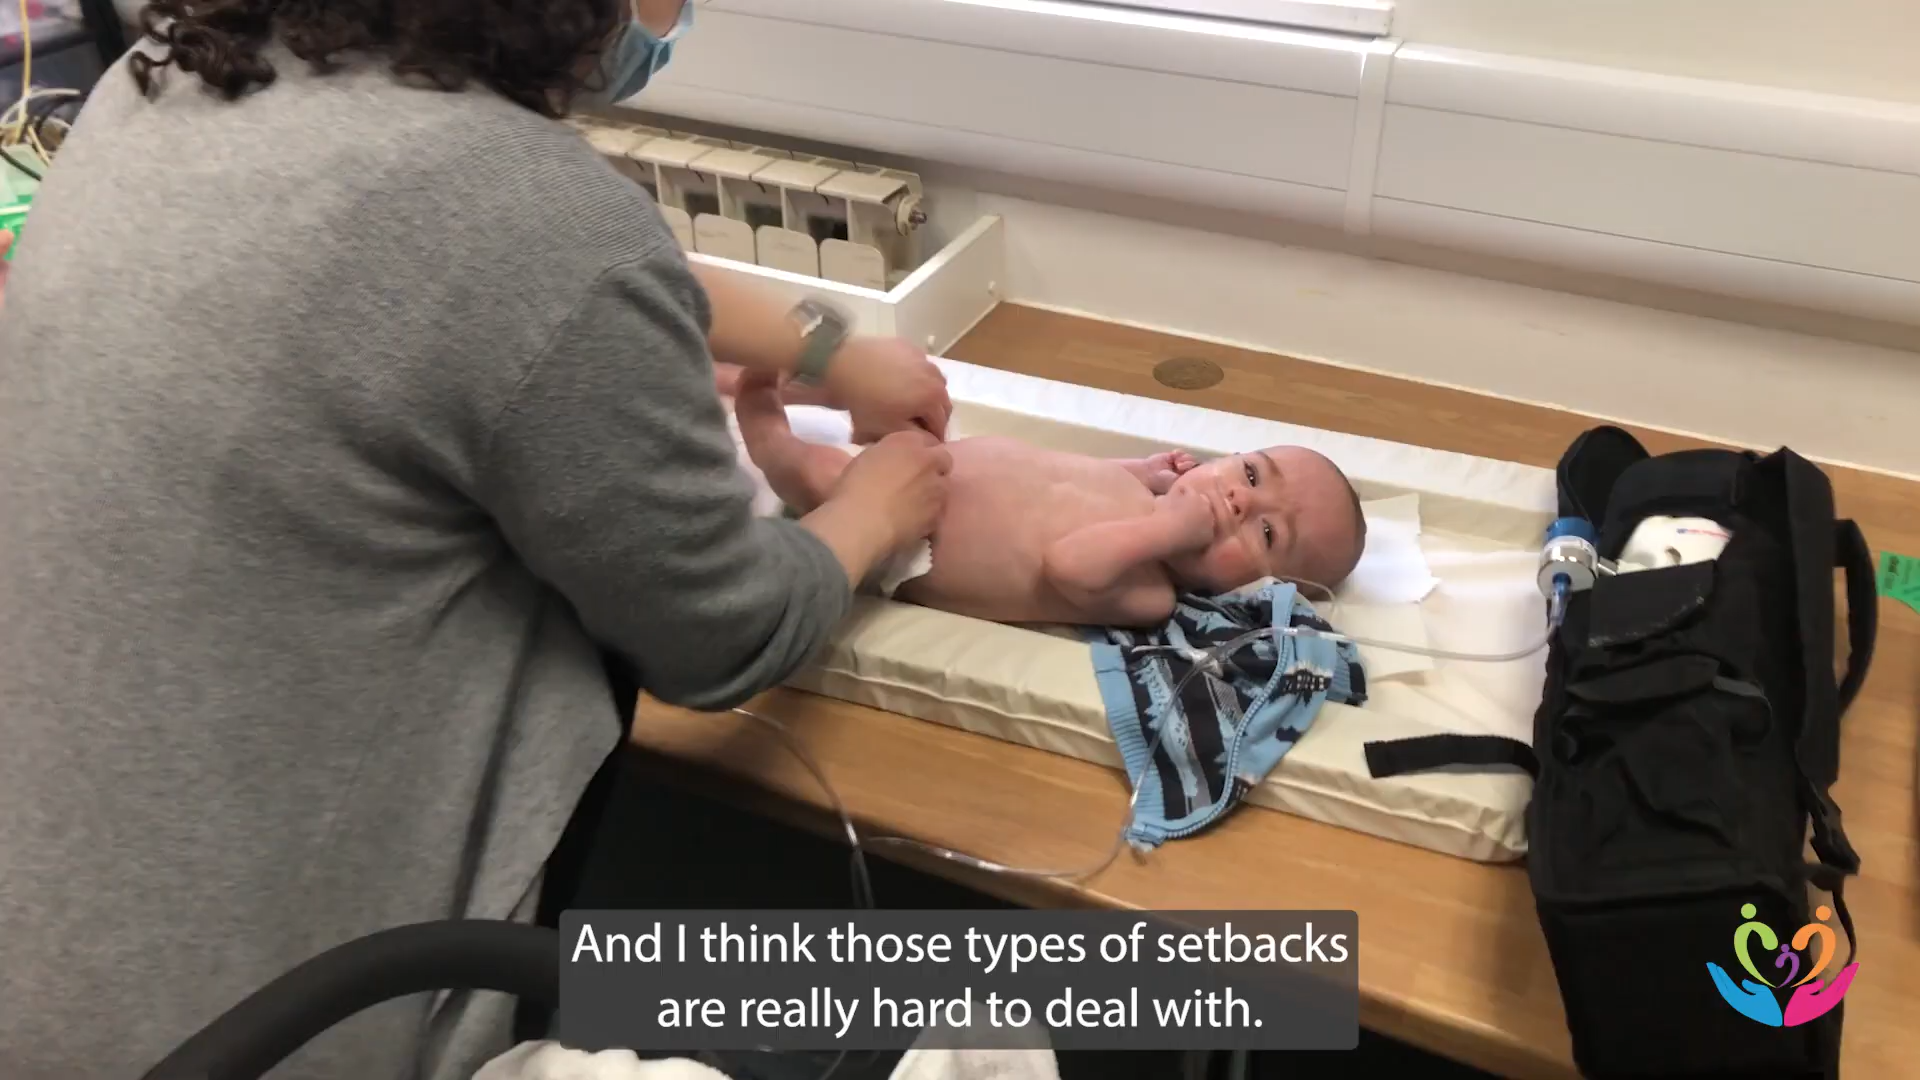 And I think those types of setbacks
are really hard to deal with.